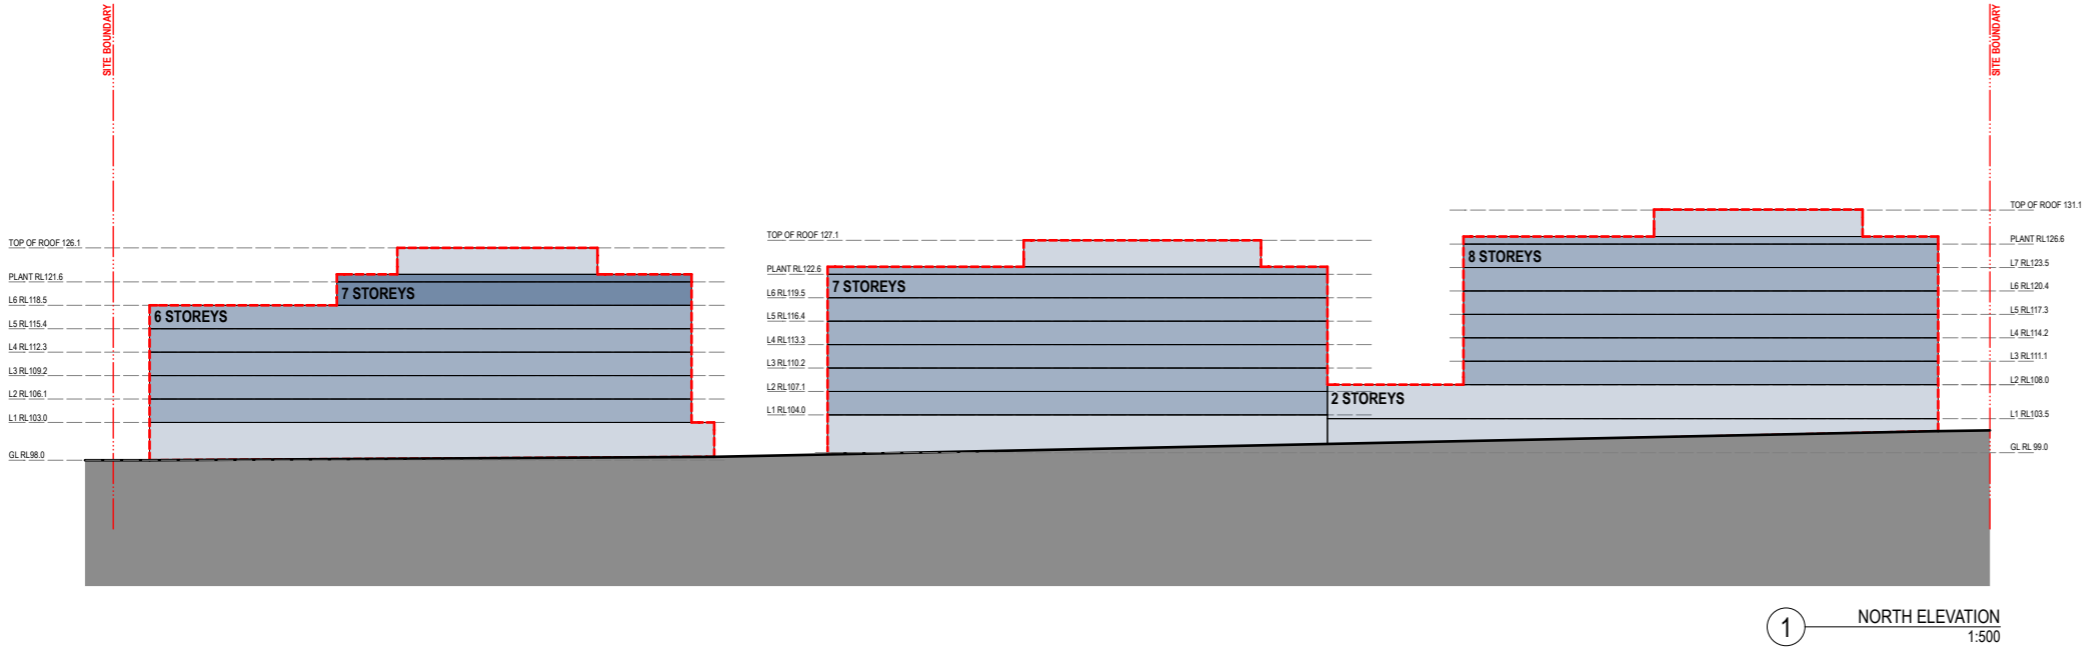 SITE BOUNDARY
SITE BOUNDARY
TOP OF ROOF 126.1
PLANT RL121.6
L6 RL118.5
L5 RL115.4
L4 RL112.3
L3 RL109.2
L2 RL106.1
L1 RL103.0
GL RL98.0
7 STOREYS
6 STOREYS
TOP OF ROOF 127.1
PLANT RL122.6
L6 RL119.5
L5 RL116.4
L4 RL113.3
L3 RL110.2
L2 RL107.1
L1 RL104.0
7 STOREYS
2 STOREYS
8 STOREYS
TOP OF ROOF 131.1
PLANT RL126.6
L7 RL123.5
L6 RL120.4
L5 RL117.3
L4 RL114.2
L3 RL111.1
L2 RL108.0
L1 RL103.5
GL RL 99.0
1
NORTH ELEVATION
1:500